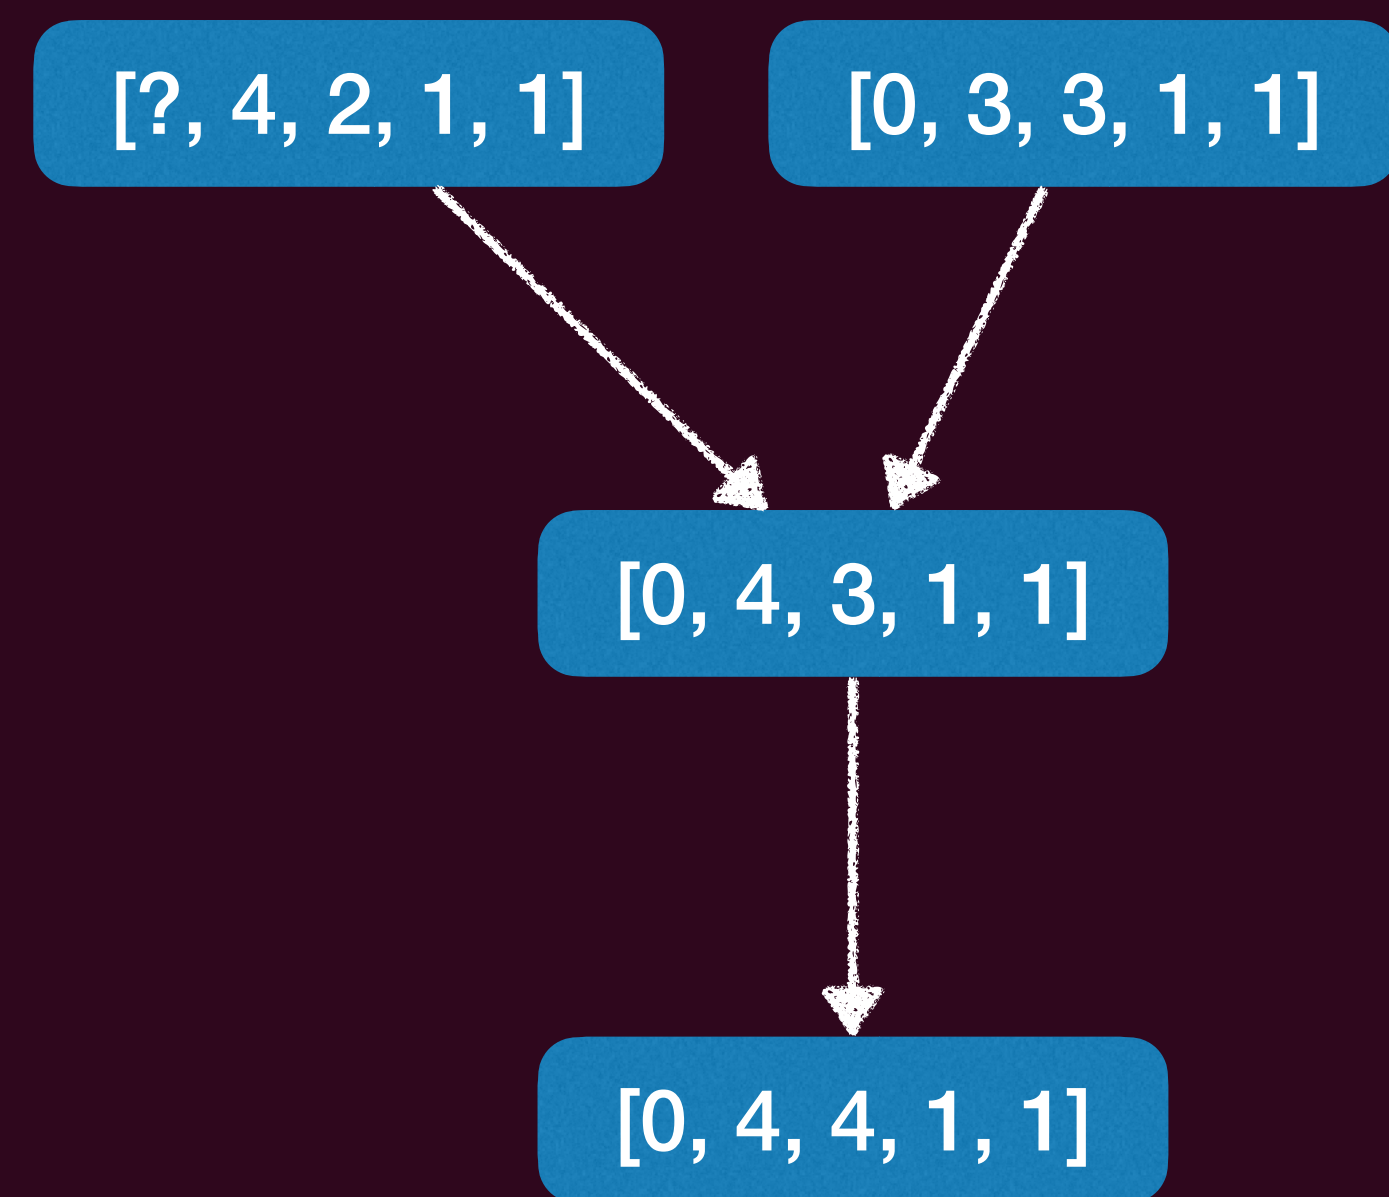 [?, 4, 2, 1, 1]
[0, 3, 3, 1, 1]
[0, 4, 3, 1, 1]
[0, 4, 4, 1, 1]